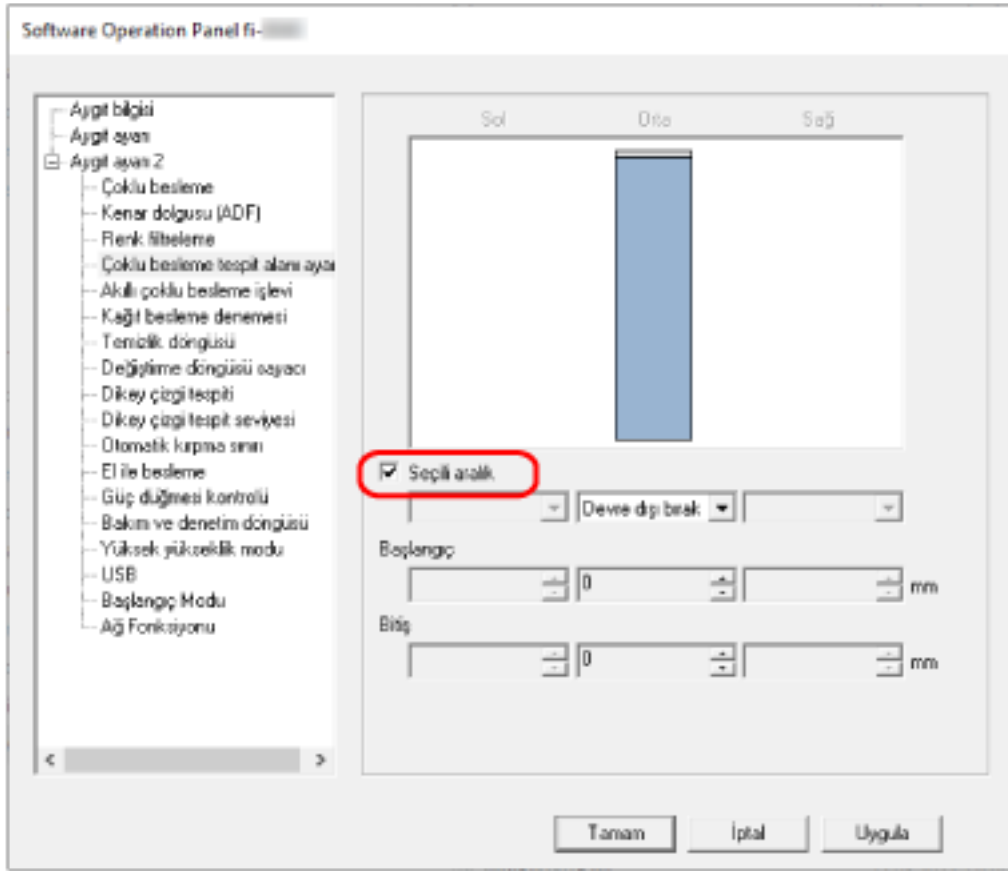 Software Operation Panel fi-
Aygıt bilgisi
Aygıt ayarı
Aygıt ayarı 2
Çoklu besleme
Kenar dolgusu (ADF)
Renk filtreleme
Çoklu besleme tespit alanı ayar
Akıllı çoklu besleme işlevi
Kağıt besleme denemesi
Temizlik döngüsü
Değiştirme döngüsü sayacı
Dikey çizgi tespiti
Dikey çizgi tespit seviyesi
Otomatik kırpma sınırı
El ile besleme
Güç düğmesi kontrolü
Bakım ve denetim döngüsü
Yüksek yükseklik modu
USB
Başlangıç Modu
Ağ Fonksiyonu
Sol Orta Sağ
Seçili aralık
Devre dışı bırak
Başlangıç
0 mm
Bitiş
0 mm
Tamam İptal Uygula